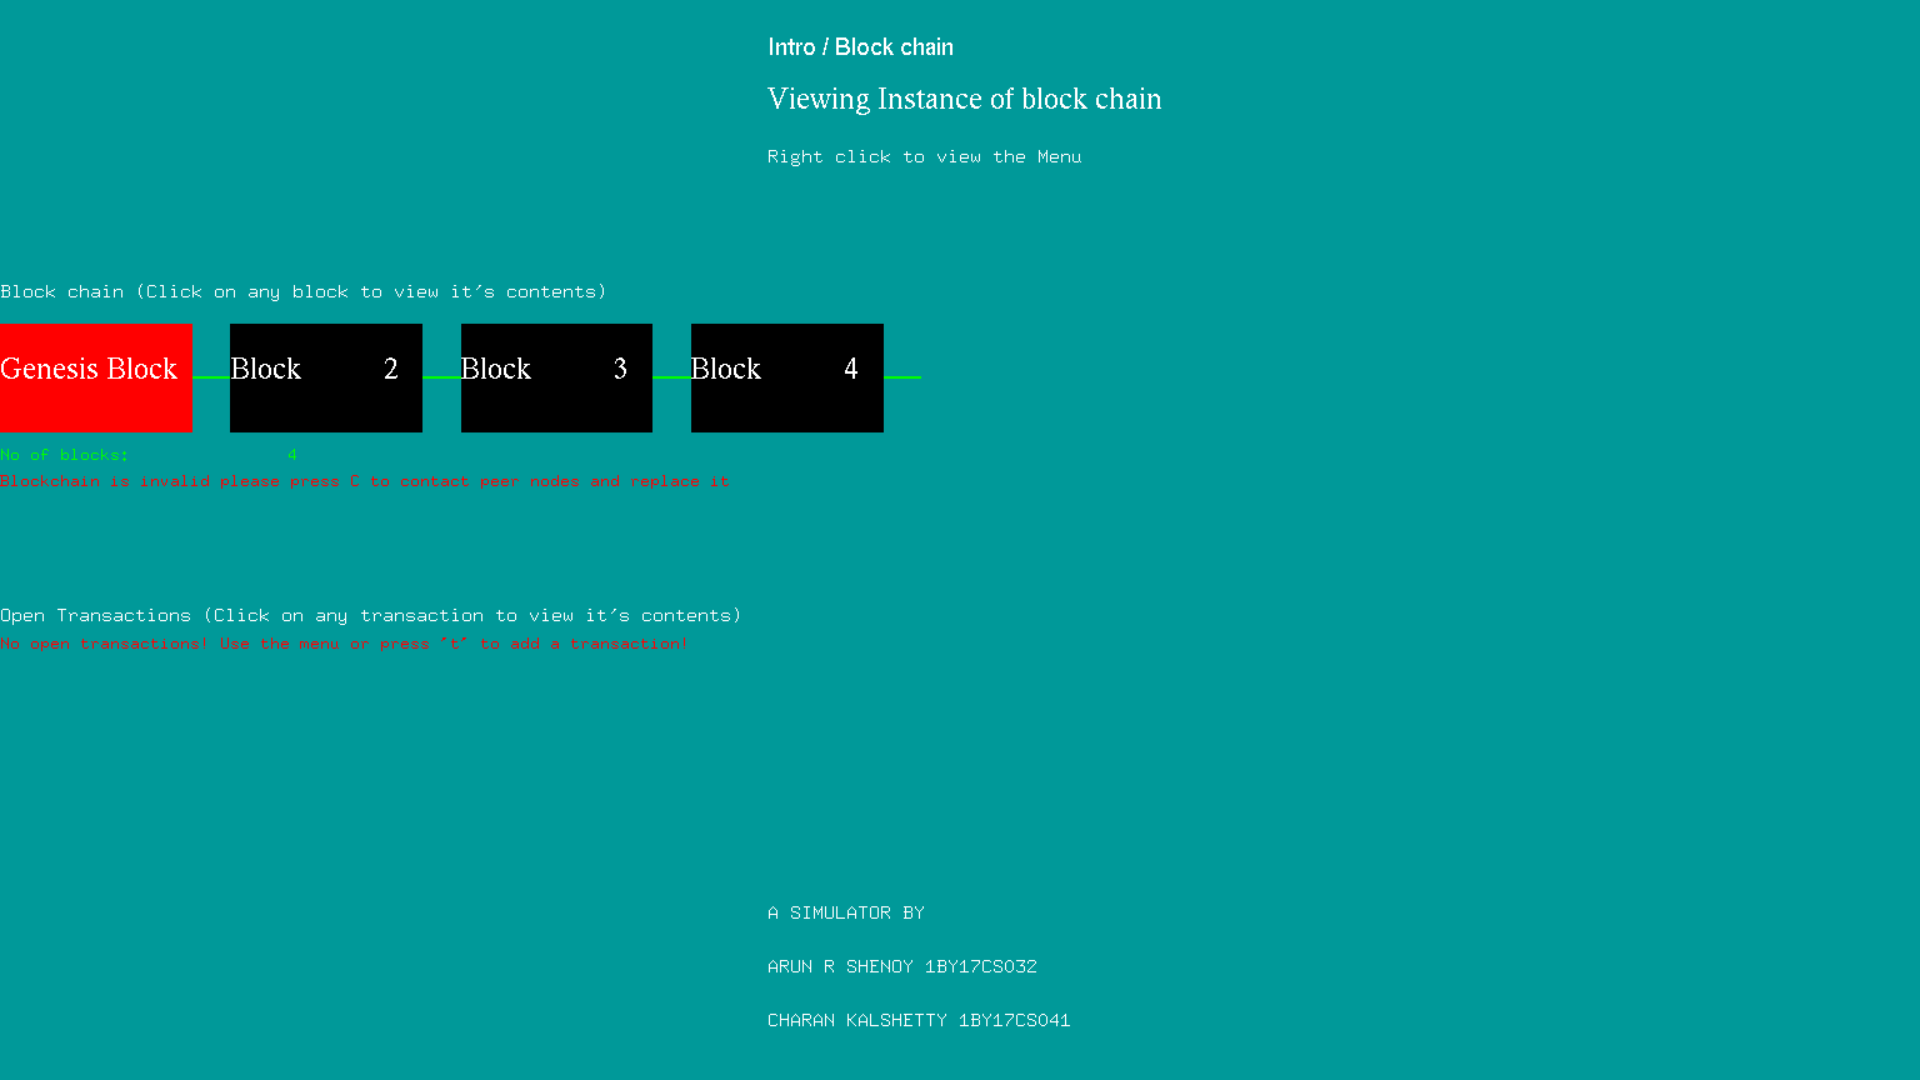 Intro / Block chain
Viewing Instance of block chain
Right click to view the Menu
Block chain (Click on any block to view it's contents)
Genesis Block Block 2 Block 3 Block 4
No of blocks: 4
Blockchain is invalid please press C to contact peer nodes and replace it
Open Transactions (Click on any transaction to view it's contents)
No open transactions! Use the menu or press "t" to add a transaction!
A SIMULATOR BY
ARUN R SHENOY 1BY17CS032
CHARAN KALSHETTY 1BY17CS041